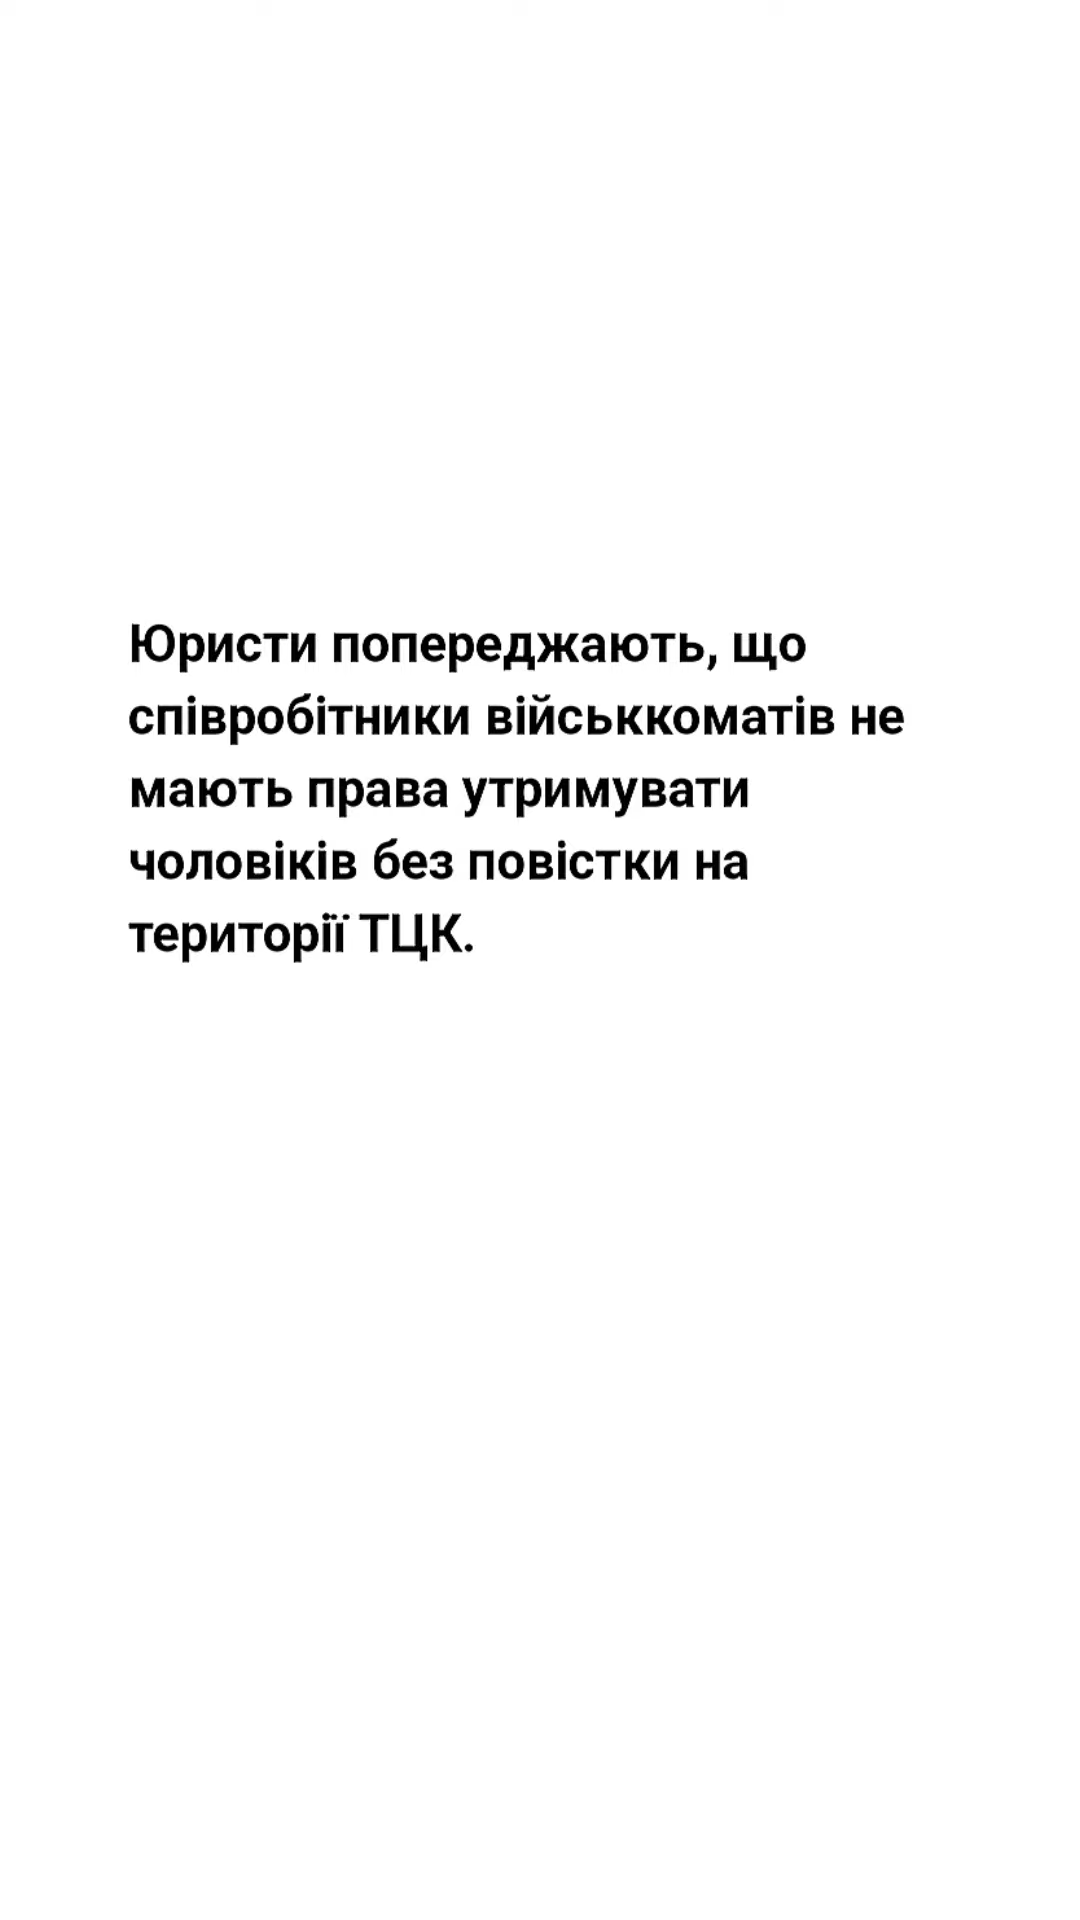 Юристи попереджають, що
співробітники військкоматів не
мають права утримувати
чоловіків без повістки на
території ТЦК.